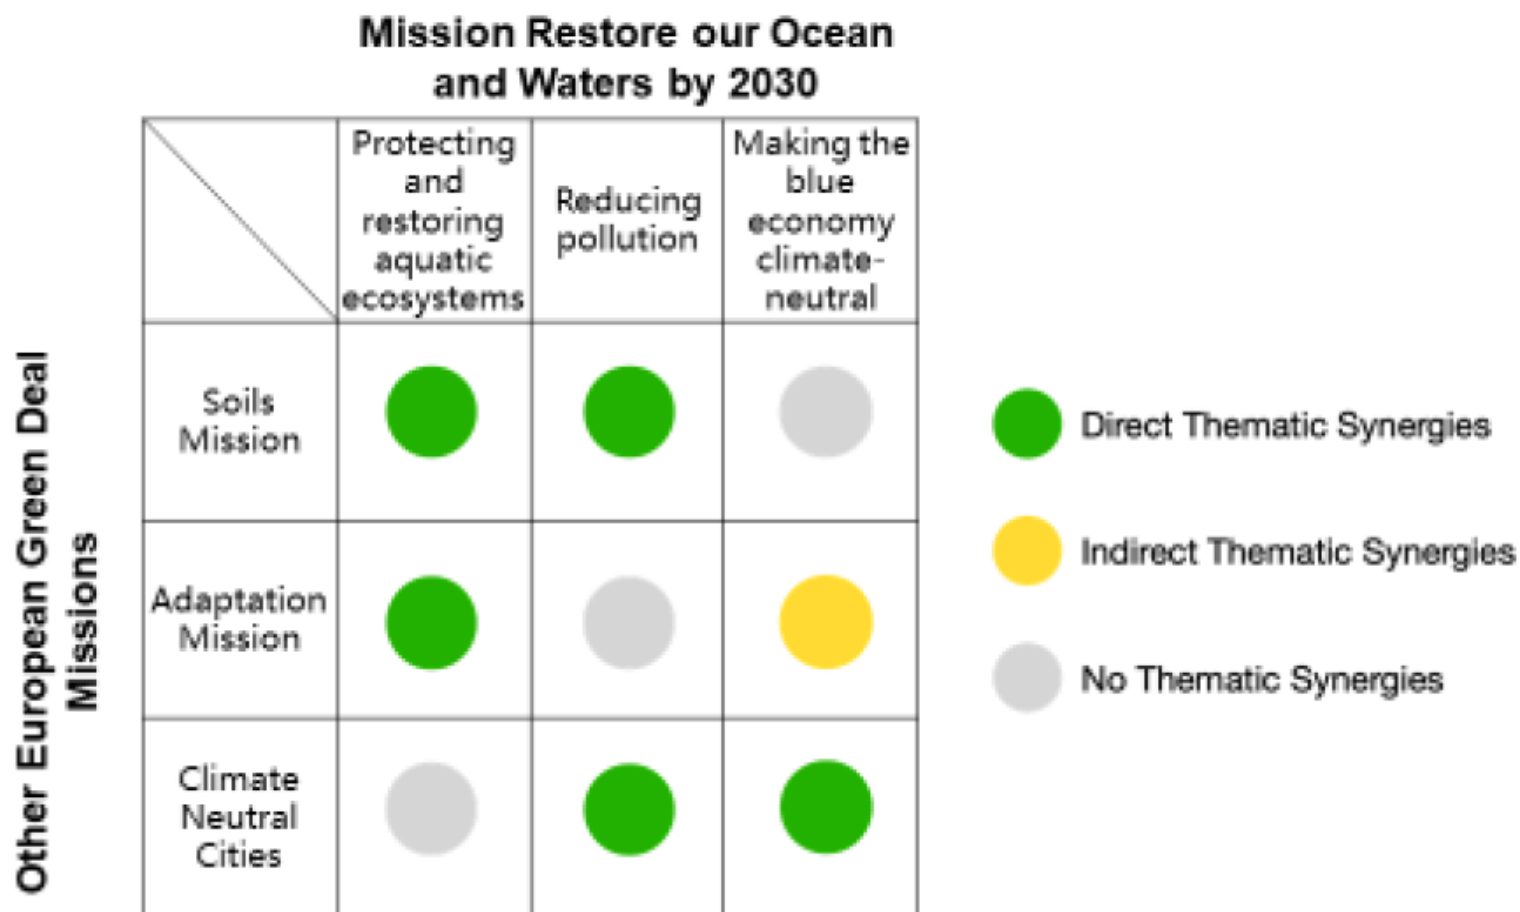 Mission Restore our Ocean
and Waters by 2030
Protecting
and
restoring
aquatic
ecosystems
Reducing
pollution
Making the
blue
economy
climate-
neutral
Other European Green Deal
Missions
Soils
Mission
Adaptation
Mission
Climate
Neutral
Cities
Direct Thematic Synergies
Indirect Thematic Synergies
No Thematic Synergies